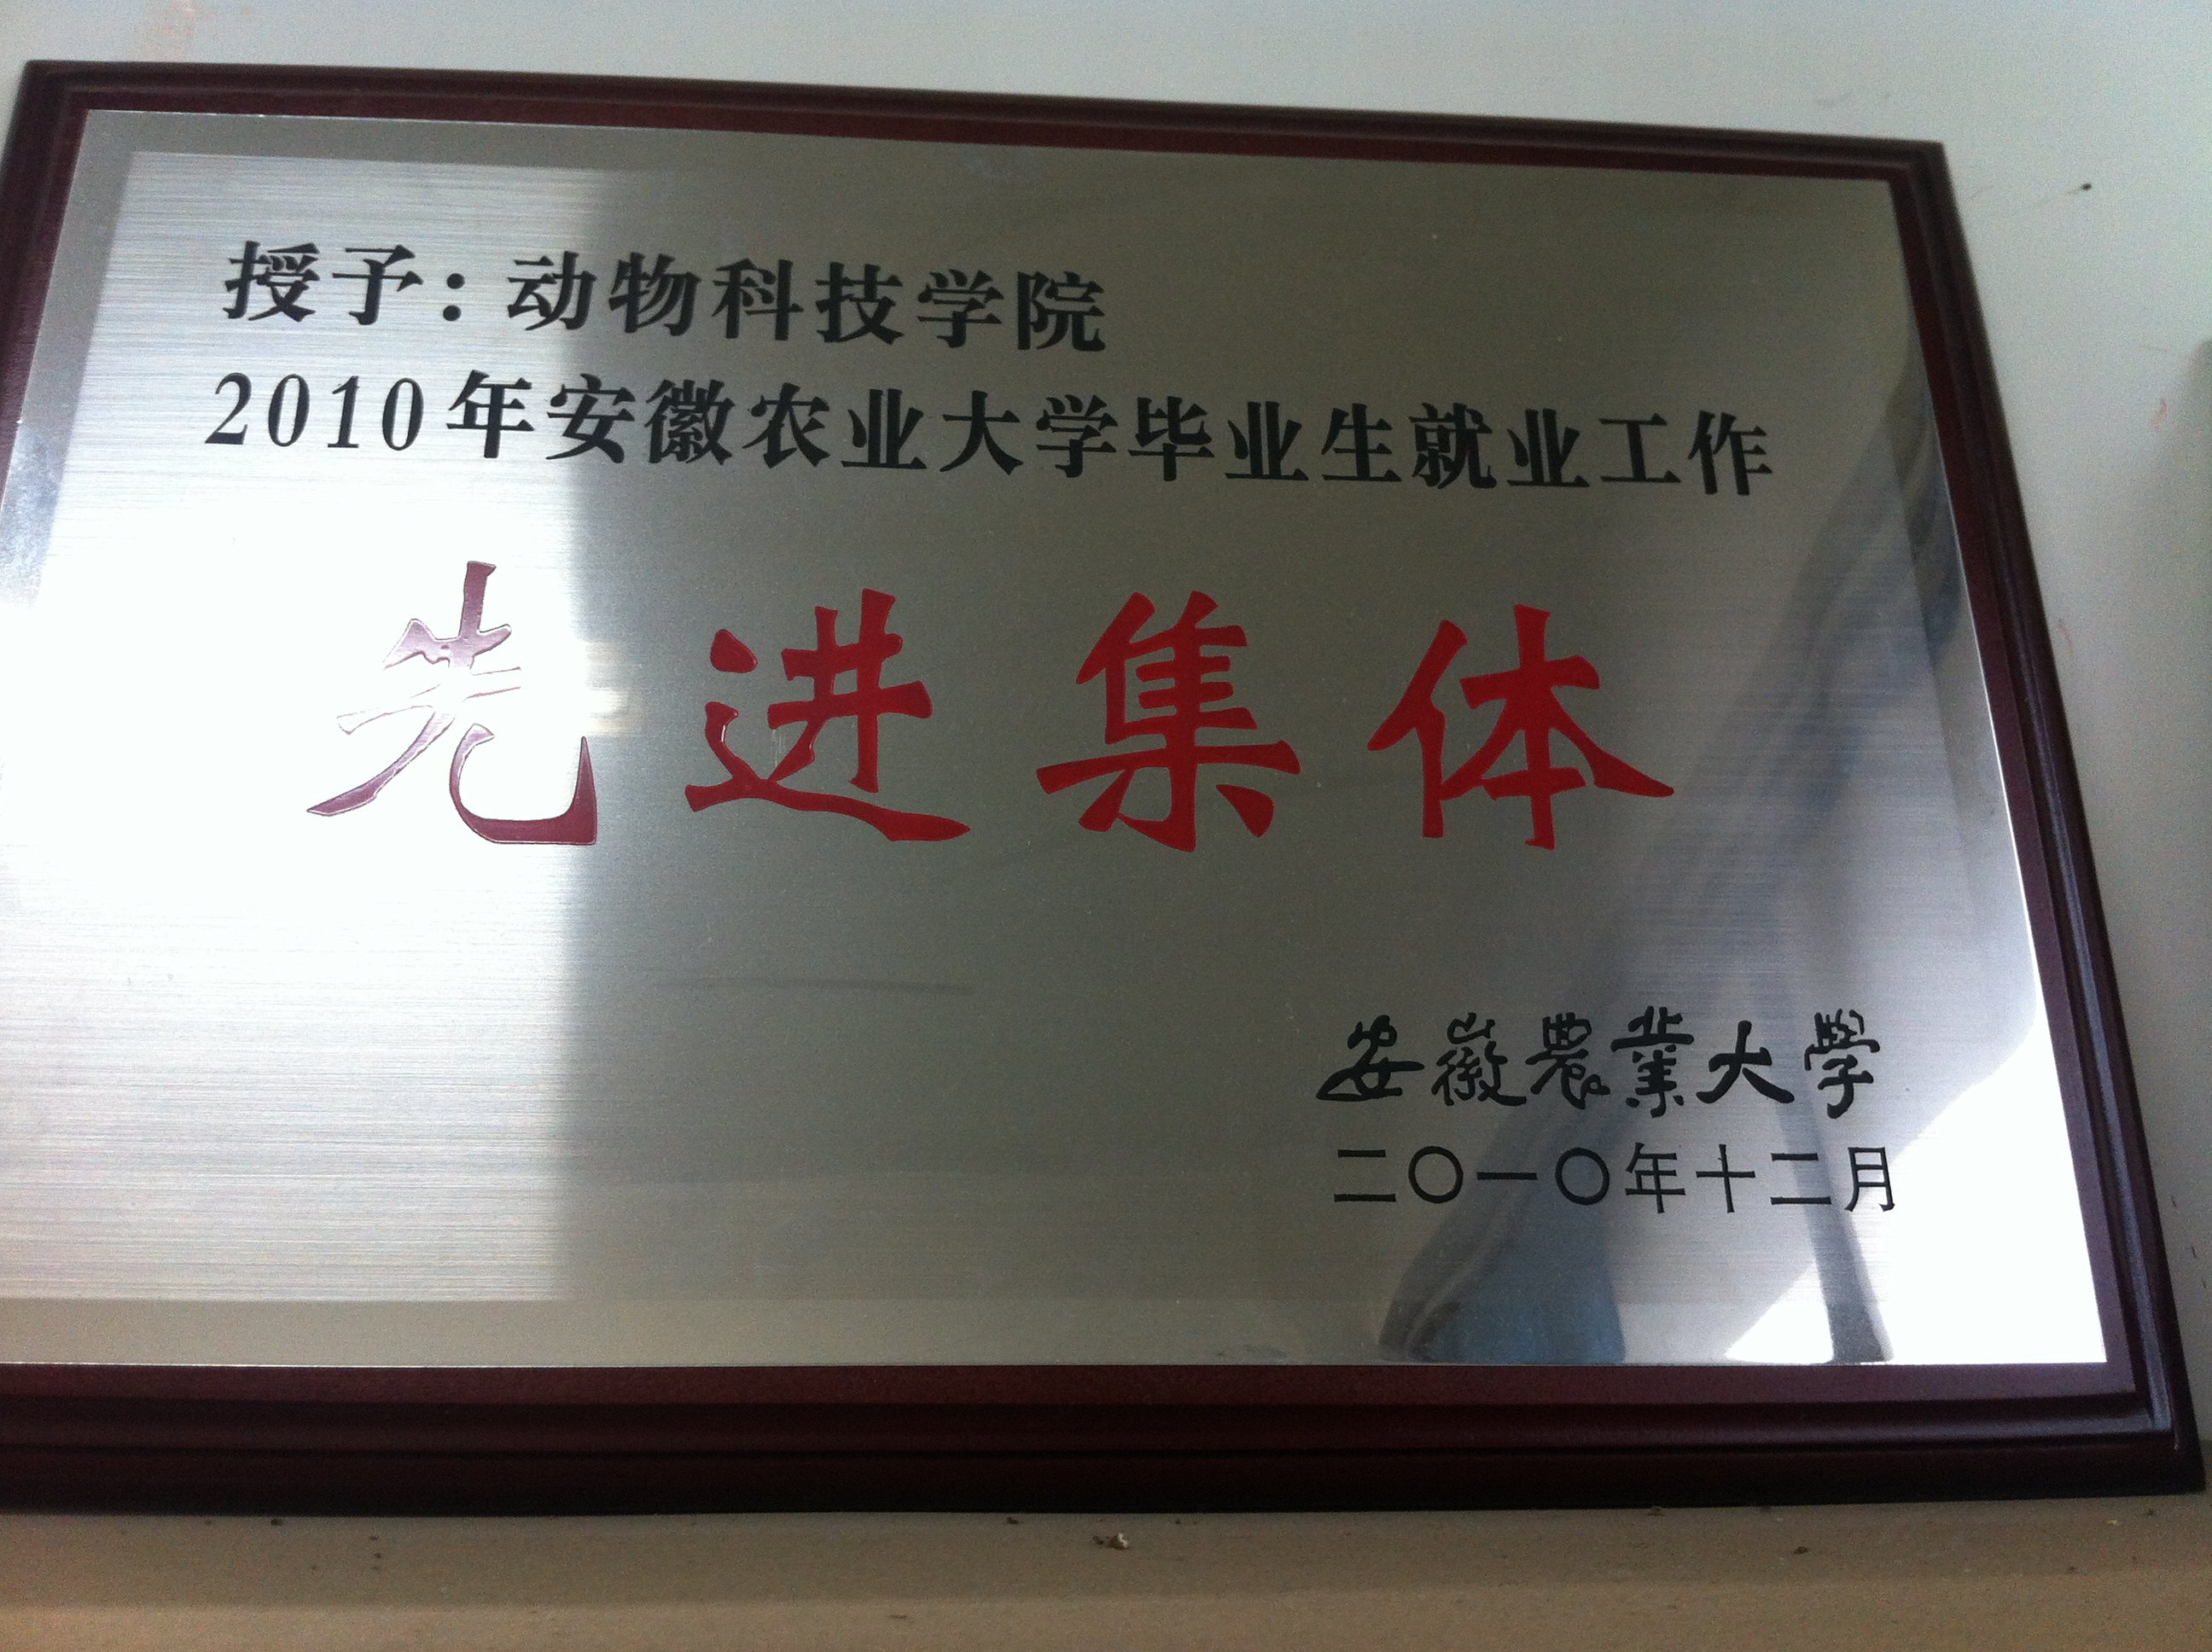 授予：动物科技学院
2010年安徽农业大学毕业生就业工作
先进集体
安徽農業大學
二〇一〇年十二月